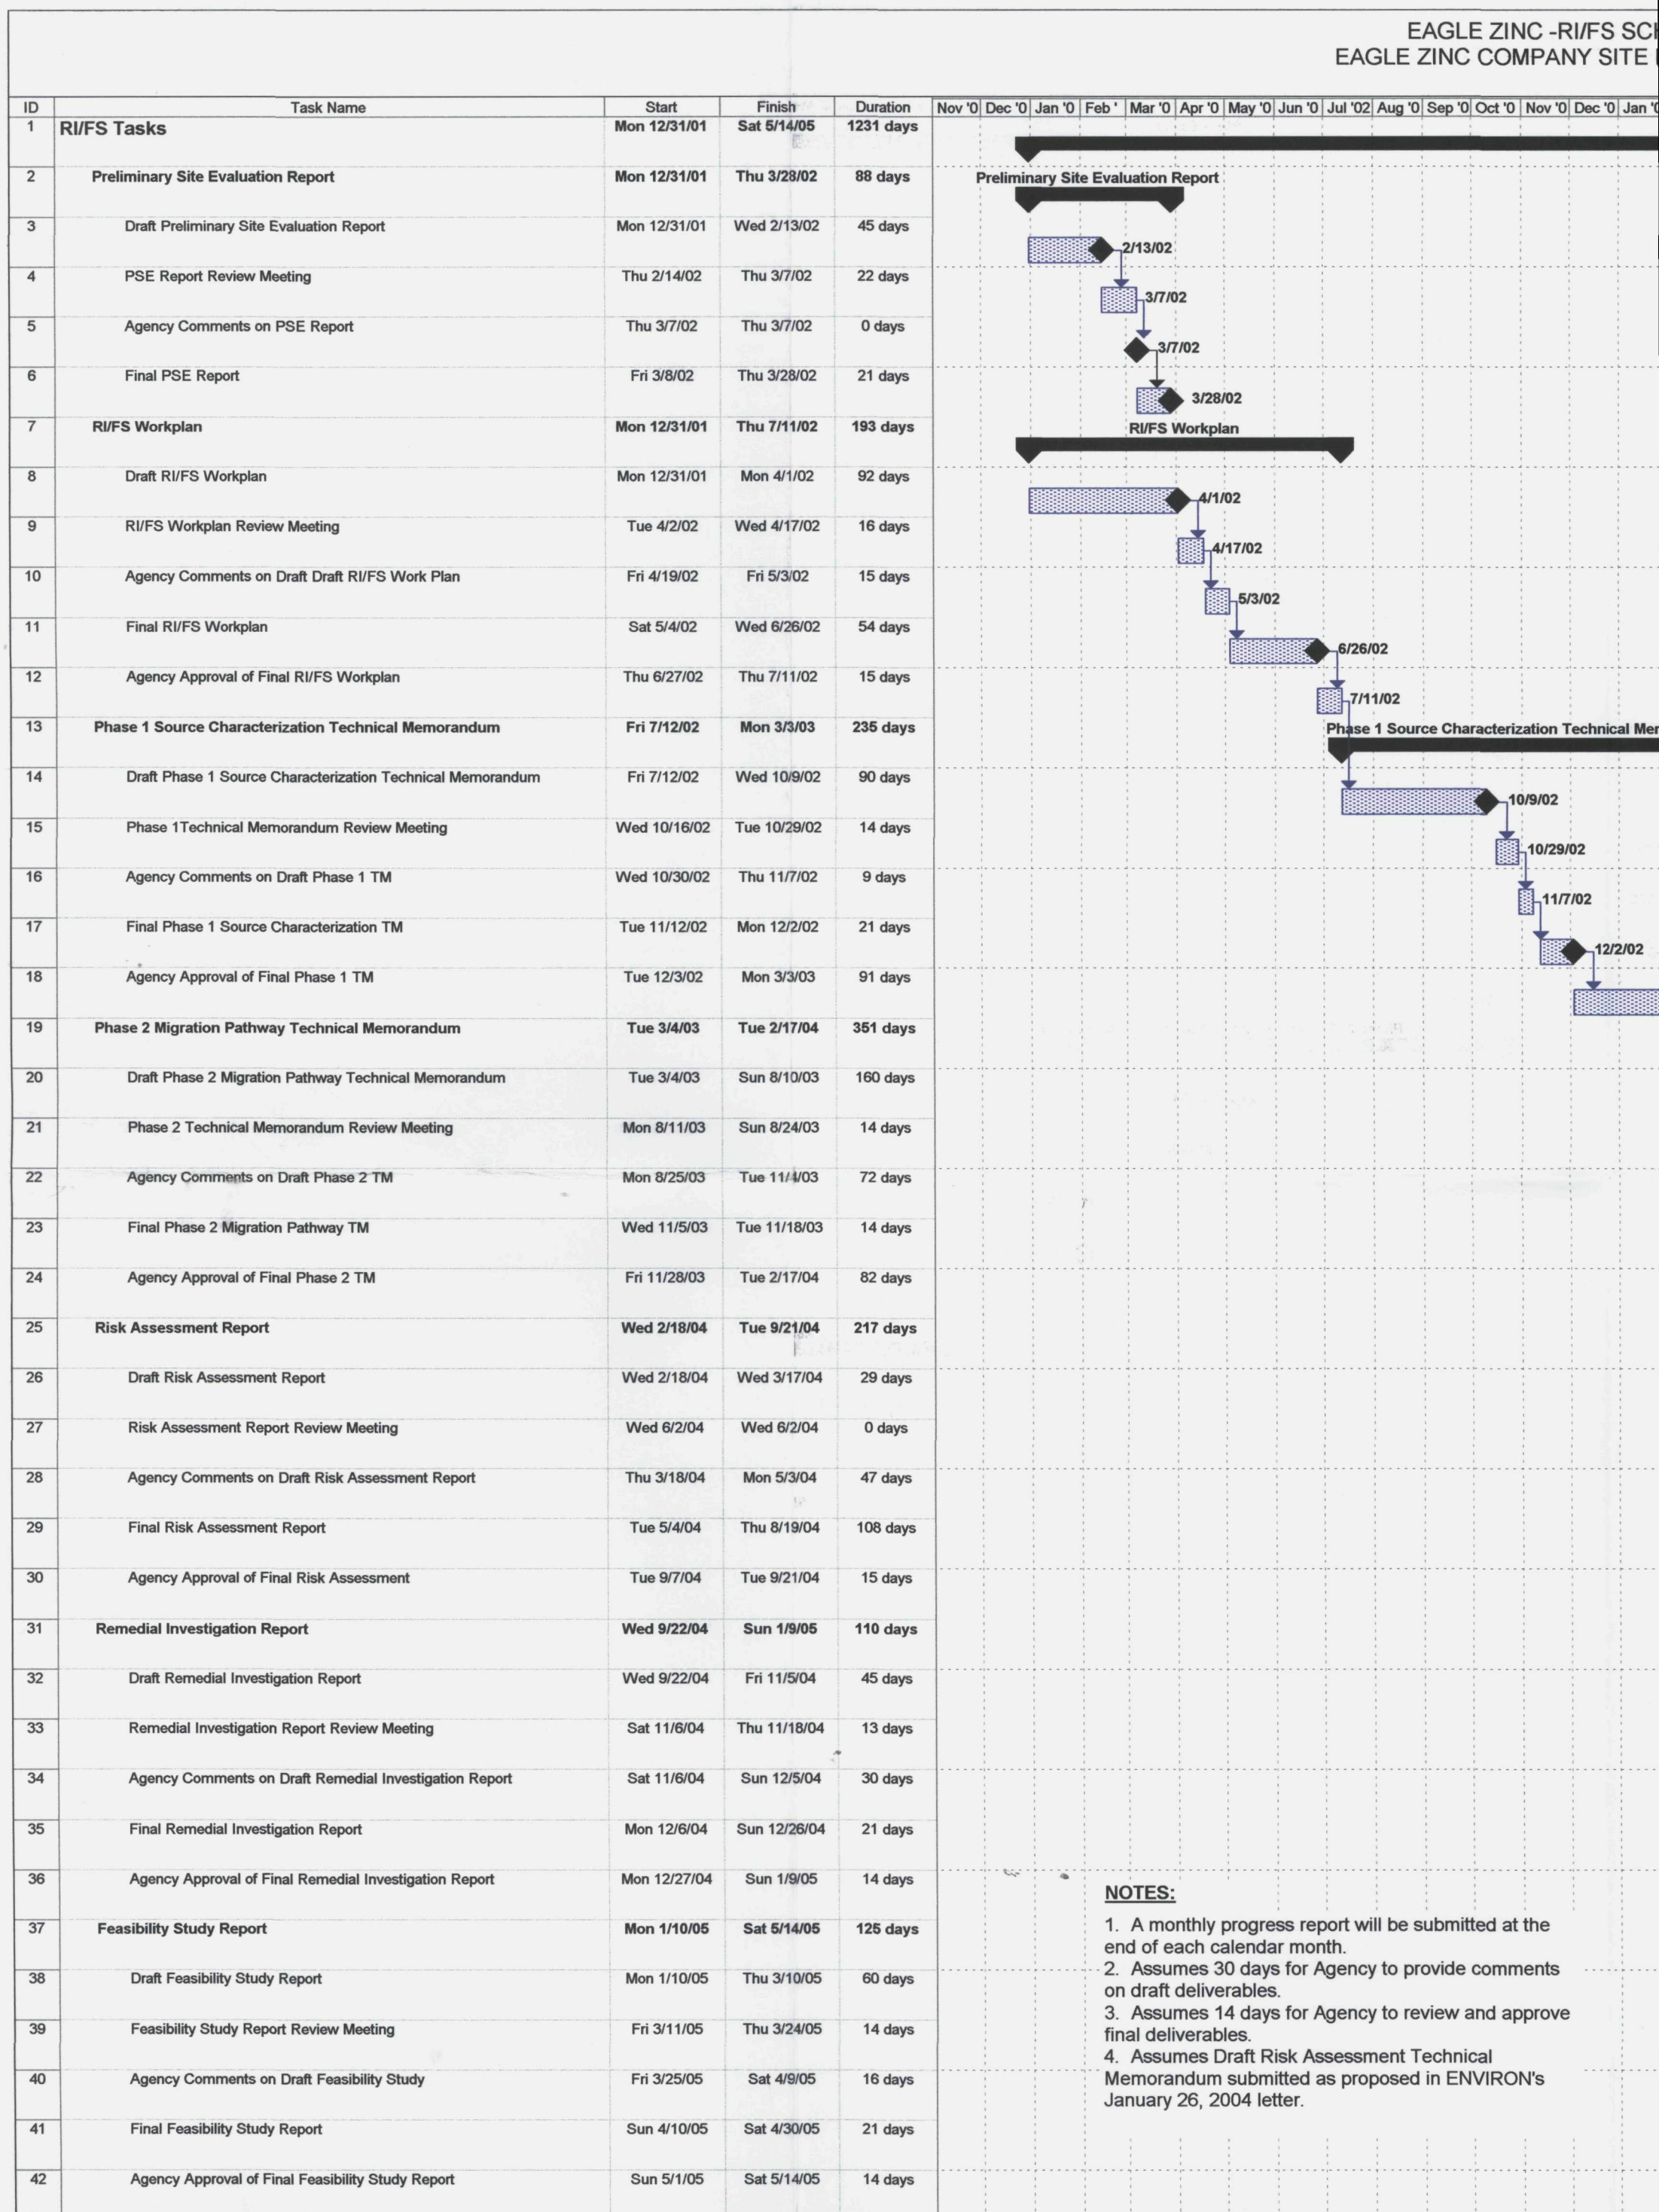 EAGLE ZINC -RI/FS SCH
EAGLE ZINC COMPANY SITE
ID Task Name Start Finish Duration Nov '0 Dec '0 Jan '0 Feb ' Mar '0 Apr '0 May '0 Jun '0 Jul '02 Aug '0 Sep '0 Oct '0 Nov '0 Dec '0 Jan '0
1 RI/FS Tasks Mon 12/31/01 Sat 5/14/05 1231 days
2 Preliminary Site Evaluation Report Mon 12/31/01 Thu 3/28/02 88 days Preliminary Site Evaluation Report
3 Draft Preliminary Site Evaluation Report Mon 12/31/01 Wed 2/13/02 45 days 2/13/02
4 PSE Report Review Meeting Thu 2/14/02 Thu 3/7/02 22 days 3/7/02
5 Agency Comments on PSE Report Thu 3/7/02 Thu 3/7/02 0 days 3/7/02
6 Final PSE Report Fri 3/8/02 Thu 3/28/02 21 days 3/28/02
7 RI/FS Workplan Mon 12/31/01 Thu 7/11/02 193 days RI/FS Workplan
8 Draft RI/FS Workplan Mon 12/31/01 Mon 4/1/02 92 days 4/1/02
9 RI/FS Workplan Review Meeting Tue 4/2/02 Wed 4/17/02 16 days 4/17/02
10 Agency Comments on Draft Draft RI/FS Work Plan Fri 4/19/02 Fri 5/3/02 15 days 5/3/02
11 Final RI/FS Workplan Sat 5/4/02 Wed 6/26/02 54 days 6/26/02
12 Agency Approval of Final RI/FS Workplan Thu 6/27/02 Thu 7/11/02 15 days 7/11/02
13 Phase 1 Source Characterization Technical Memorandum Fri 7/12/02 Mon 3/3/03 235 days Phase 1 Source Characterization Technical Mer
14 Draft Phase 1 Source Characterization Technical Memorandum Fri 7/12/02 Wed 10/9/02 90 days 10/9/02
15 Phase 1Technical Memorandum Review Meeting Wed 10/16/02 Tue 10/29/02 14 days 10/29/02
16 Agency Comments on Draft Phase 1 TM Wed 10/30/02 Thu 11/7/02 9 days 11/7/02
17 Final Phase 1 Source Characterization TM Tue 11/12/02 Mon 12/2/02 21 days 12/2/02
18 Agency Approval of Final Phase 1 TM Tue 12/3/02 Mon 3/3/03 91 days
19 Phase 2 Migration Pathway Technical Memorandum Tue 3/4/03 Tue 2/17/04 351 days
20 Draft Phase 2 Migration Pathway Technical Memorandum Tue 3/4/03 Sun 8/10/03 160 days
21 Phase 2 Technical Memorandum Review Meeting Mon 8/11/03 Sun 8/24/03 14 days
22 Agency Comments on Draft Phase 2 TM Mon 8/25/03 Tue 11/4/03 72 days
23 Final Phase 2 Migration Pathway TM Wed 11/5/03 Tue 11/18/03 14 days
24 Agency Approval of Final Phase 2 TM Fri 11/28/03 Tue 2/17/04 82 days
25 Risk Assessment Report Wed 2/18/04 Tue 9/21/04 217 days
26 Draft Risk Assessment Report Wed 2/18/04 Wed 3/17/04 29 days
27 Risk Assessment Report Review Meeting Wed 6/2/04 Wed 6/2/04 0 days
28 Agency Comments on Draft Risk Assessment Report Thu 3/18/04 Mon 5/3/04 47 days
29 Final Risk Assessment Report Tue 5/4/04 Thu 8/19/04 108 days
30 Agency Approval of Final Risk Assessment Tue 9/7/04 Tue 9/21/04 15 days
31 Remedial Investigation Report Wed 9/22/04 Sun 1/9/05 110 days
32 Draft Remedial Investigation Report Wed 9/22/04 Fri 11/5/04 45 days
33 Remedial Investigation Report Review Meeting Sat 11/6/04 Thu 11/18/04 13 days
34 Agency Comments on Draft Remedial Investigation Report Sat 11/6/04 Sun 12/5/04 30 days
35 Final Remedial Investigation Report Mon 12/6/04 Sun 12/26/04 21 days
36 Agency Approval of Final Remedial Investigation Report Mon 12/27/04 Sun 1/9/05 14 days
37 Feasibility Study Report Mon 1/10/05 Sat 5/14/05 125 days
38 Draft Feasibility Study Report Mon 1/10/05 Thu 3/10/05 60 days
39 Feasibility Study Report Review Meeting Fri 3/11/05 Thu 3/24/05 14 days
40 Agency Comments on Draft Feasibility Study Fri 3/25/05 Sat 4/9/05 16 days
41 Final Feasibility Study Report Sun 4/10/05 Sat 4/30/05 21 days
42 Agency Approval of Final Feasibility Study Report Sun 5/1/05 Sat 5/14/05 14 days
NOTES:
1. A monthly progress report will be submitted at the
end of each calendar month.
2. Assumes 30 days for Agency to provide comments
on draft deliverables.
3. Assumes 14 days for Agency to review and approve
final deliverables.
4. Assumes Draft Risk Assessment Technical
Memorandum submitted as proposed in ENVIRON's
January 26, 2004 letter.